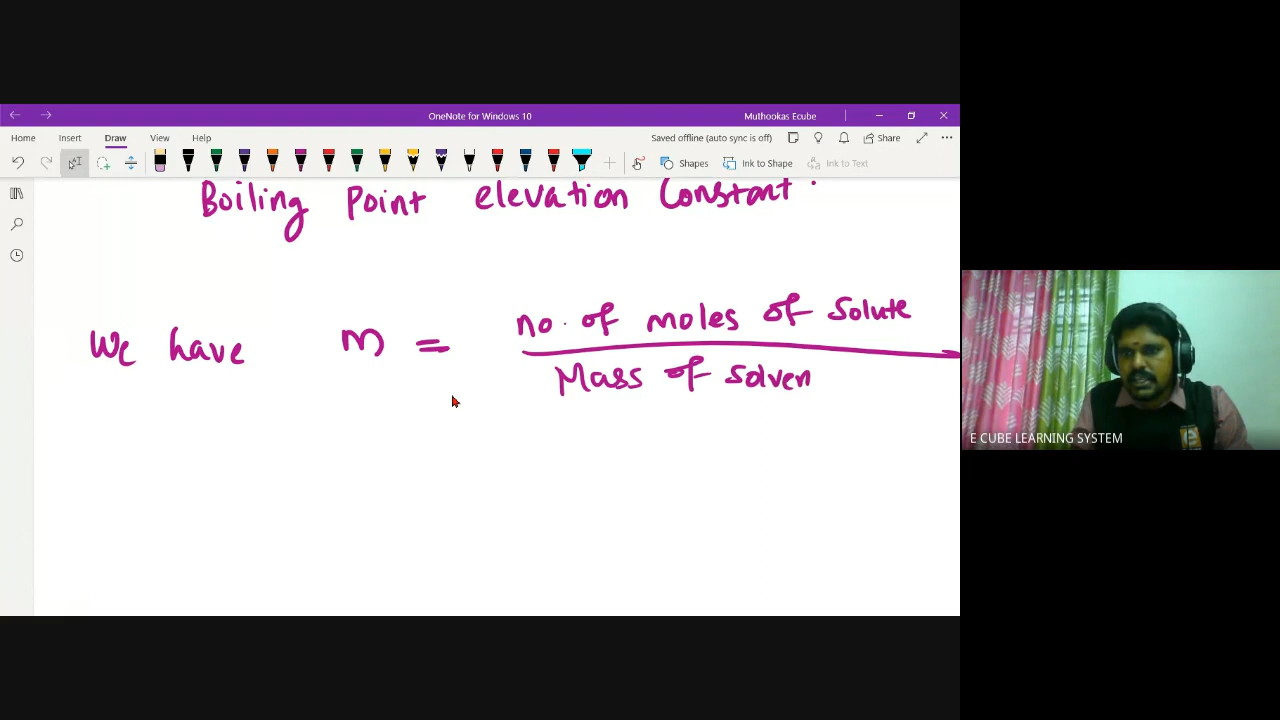 OneNote for Windows 10
Muthookas Ecube
Home Insert Draw View Help
Saved offline (auto sync is off)
Share
Shapes
Ink to Shape
Ink to Text
Boiling Point elevation Constant.
We have m = no. of moles of solute
Mass of solven
E CUBE LEARNING SYSTEM